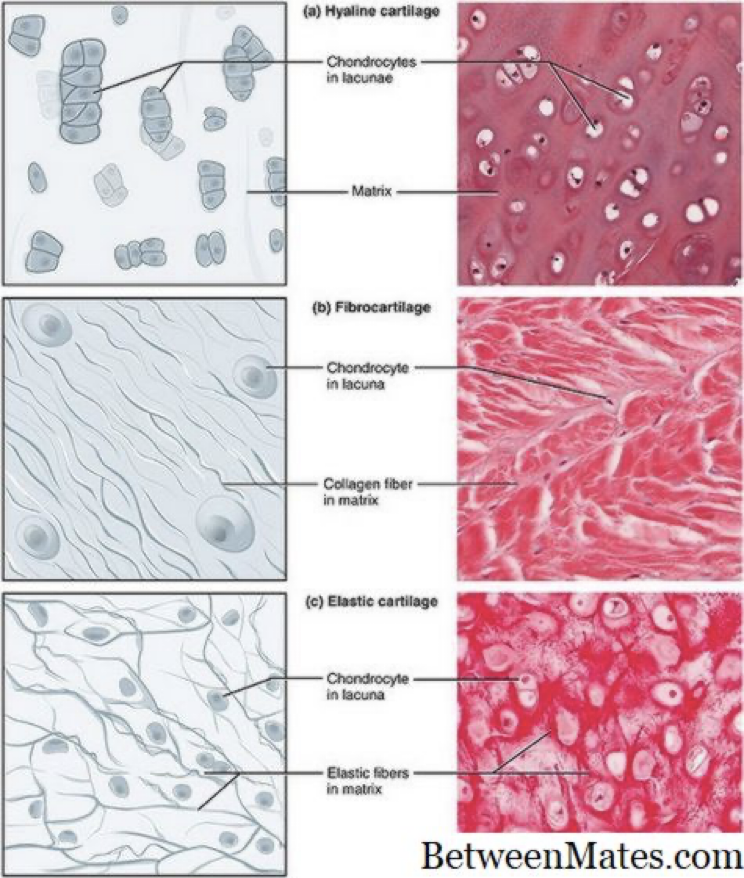 (a) Hyaline cartilage
Chondrocytes
in lacunae
Matrix
(b) Fibrocartilage
Chondrocyte
in lacuna
Collagen fiber
in matrix
(c) Elastic cartilage
Chondrocyte
in lacuna
Elastic fibers
in matrix
BetweenMates.com